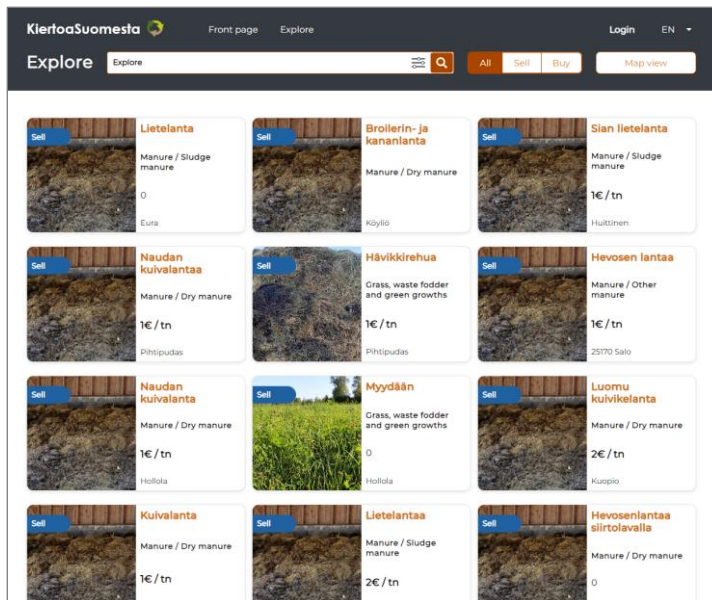 KiertoaSuomesta
Front page
Explore
Login
EN
Explore
Explore
All
Sell
Buy
Map view
Sell
Lietelanta
Manure / Sludge
manure
0
Eura
Sell
Broilerin- ja
kananlanta
Manure / Dry manure
Köyliö
Sell
Sian lietelanta
Manure / Sludge
manure
1€ / tn
Huittinen
Sell
Naudan
kuivalantaa
Manure / Dry manure
1€ / tn
Pihtipudas
Sell
Hävikkirehua
Grass, waste fodder
and green growths
1€ / tn
Pihtipudas
Sell
Hevosen lantaa
Manure / Other
manure
1€ / tn
25170 Salo
Sell
Naudan
kuivalanta
Manure / Dry manure
1€ / tn
Hollola
Sell
Myydään
Grass, waste fodder
and green growths
0
Hollola
Sell
Luomu
kuivikelanta
Manure / Dry manure
2€ / tn
Kuopio
Sell
Kuivalanta
Manure / Dry manure
1€ / tn
Sell
Lietelantaa
Manure / Sludge
manure
2€ / tn
Sell
Hevosenlantaa
siirtolavalla
Manure / Dry manure
0